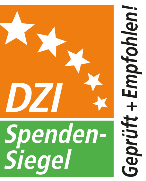 DZI
Spenden-
Siegel
Geprüft + Empfohlen!